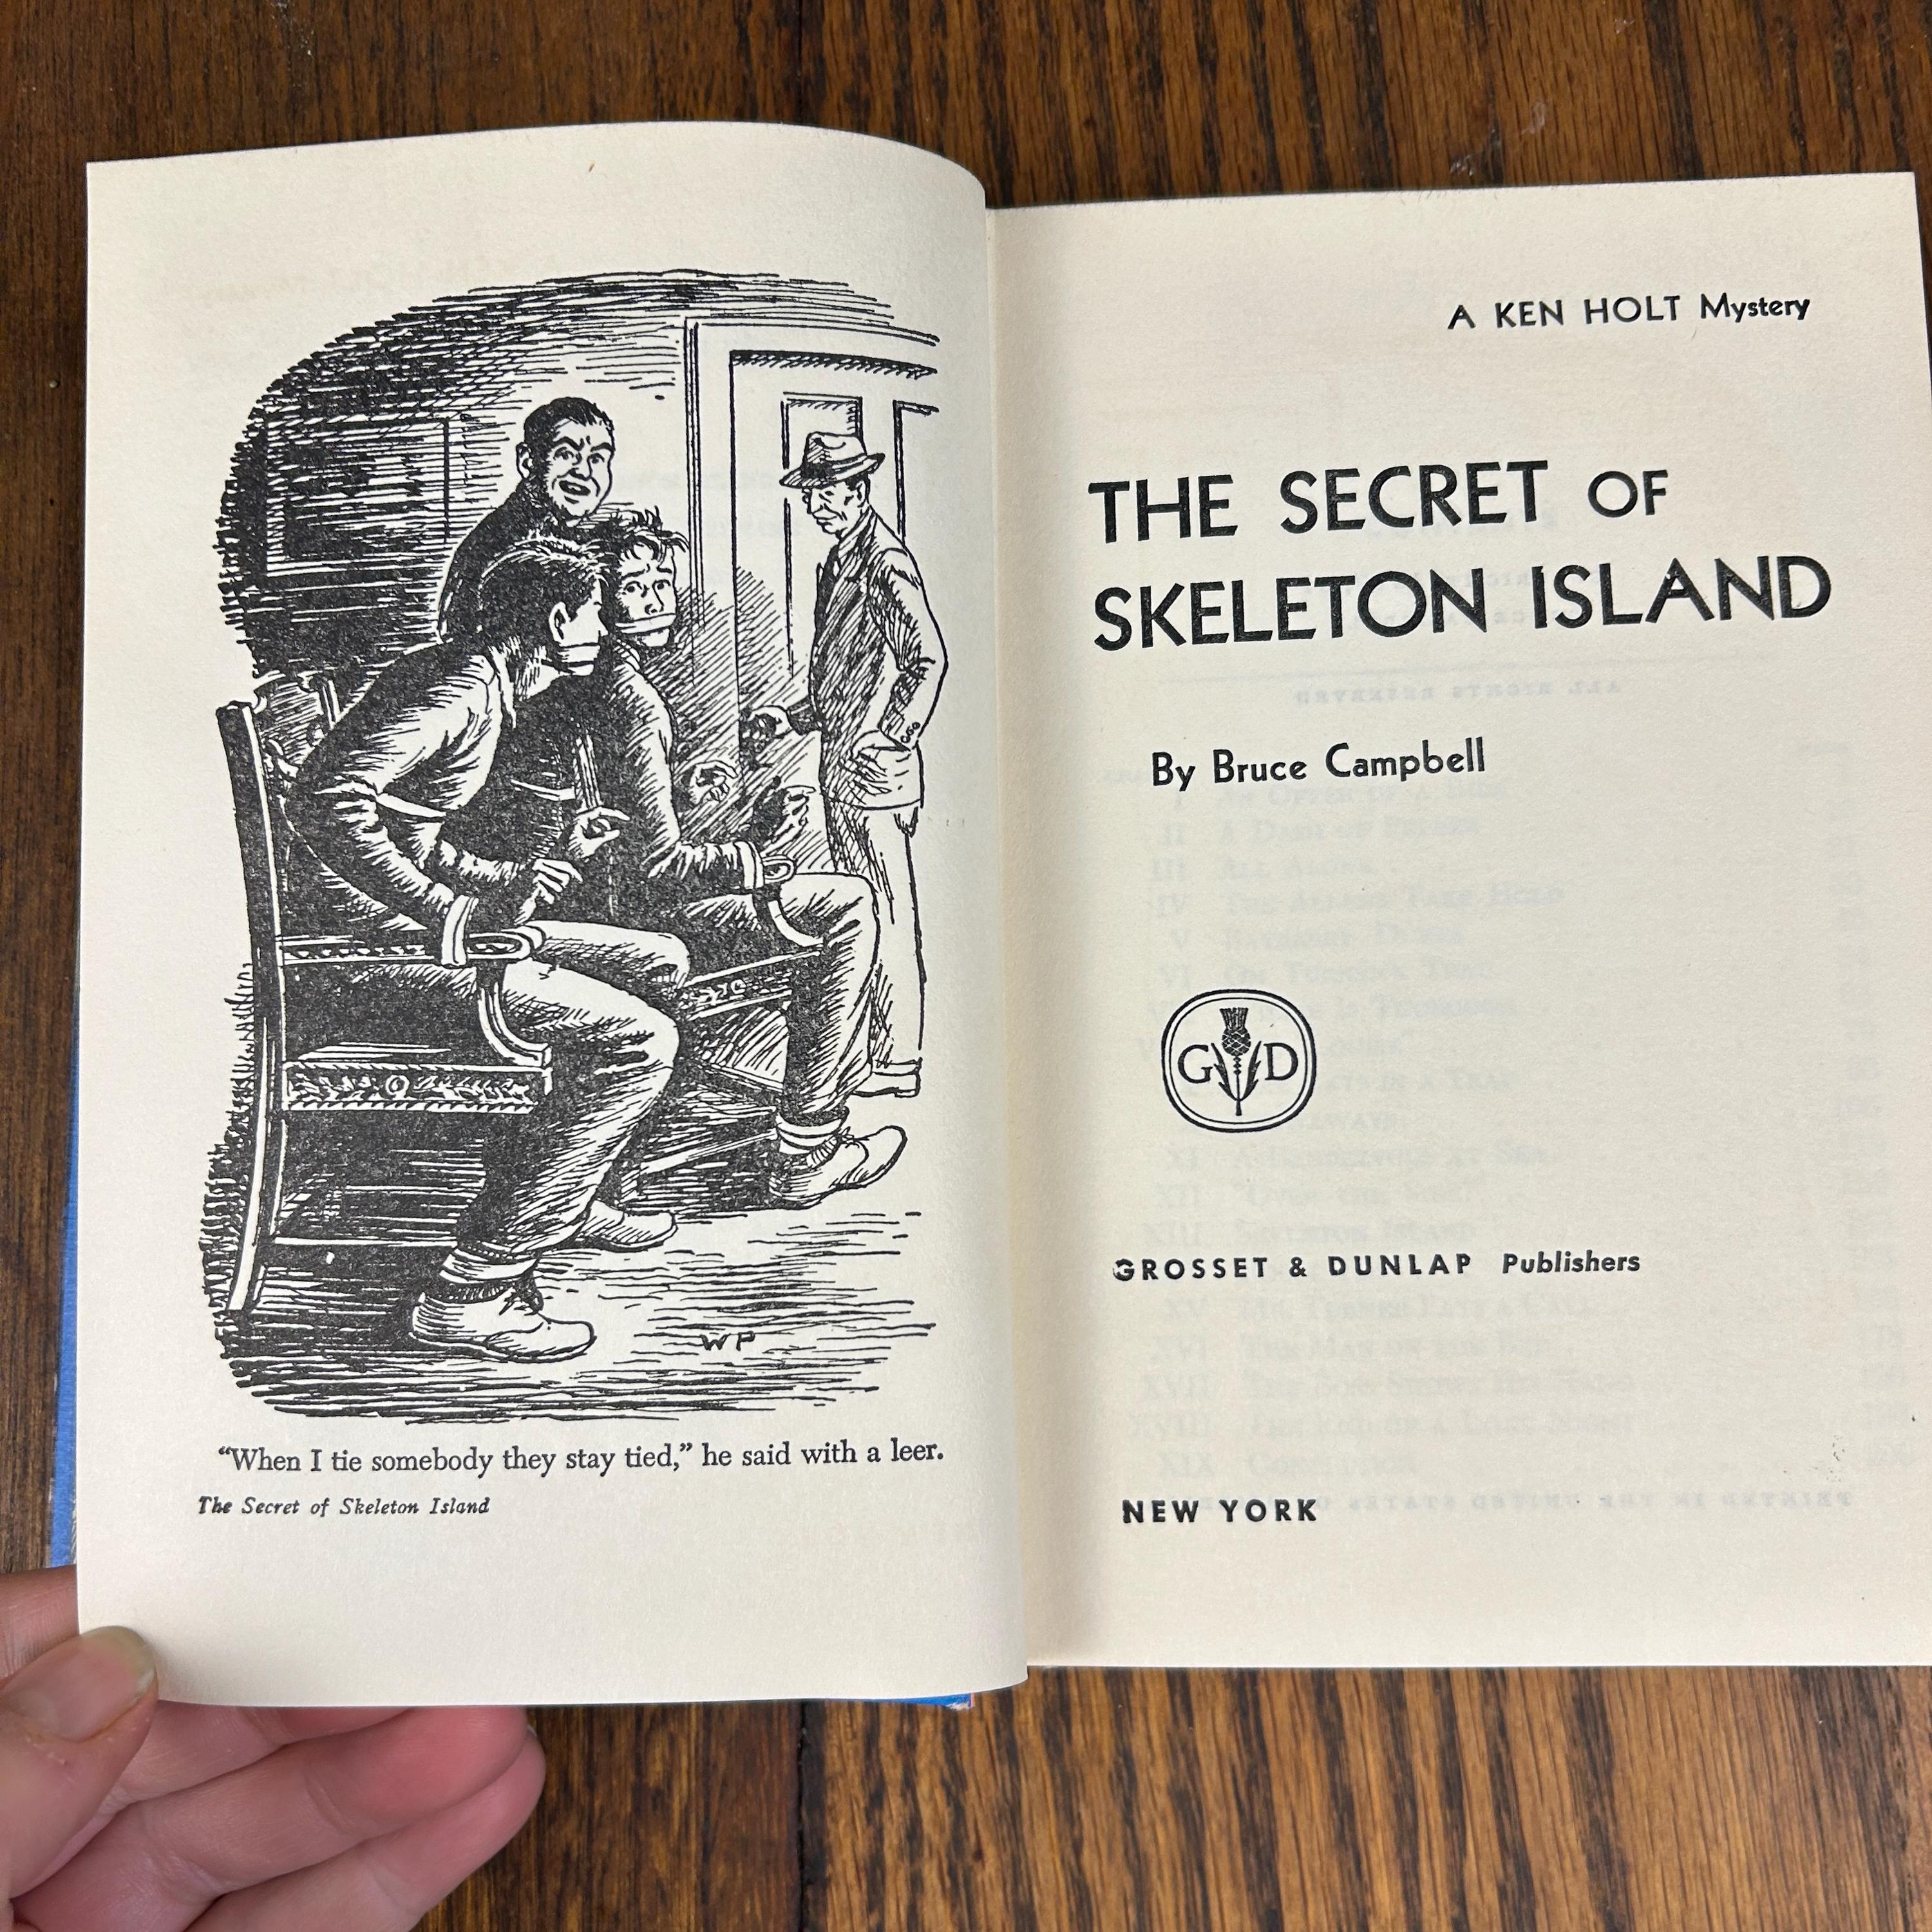 WP
“When I tie somebody they stay tied,” he said with a leer.
The Secret of Skeleton Island
A KEN HOLT Mystery
THE SECRET OF
SKELETON ISLAND
By Bruce Campbell
G D
GROSSET & DUNLAP Publishers
NEW YORK